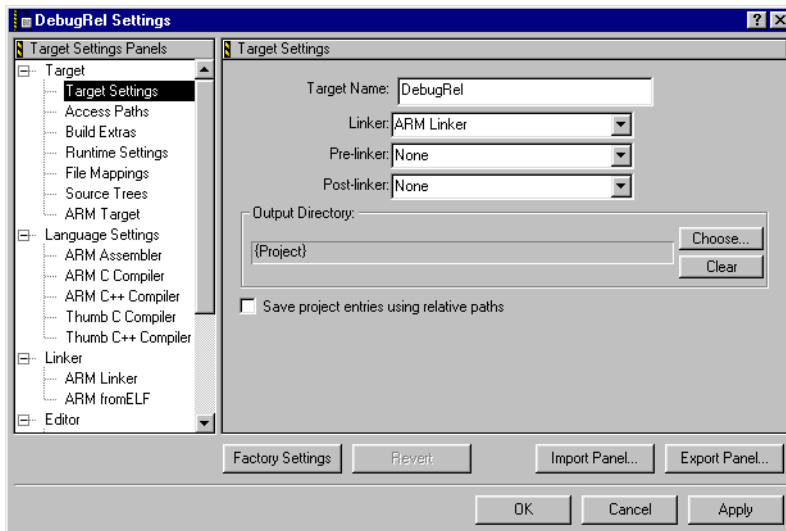 DebugRel Settings
Target Settings Panels
Target
Target Settings
Access Paths
Build Extras
Runtime Settings
File Mappings
Source Trees
ARM Target
Language Settings
ARM Assembler
ARM C Compiler
ARM C++ Compiler
Thumb C Compiler
Thumb C++ Compiler
Linker
ARM Linker
ARM fromELF
Editor
Target Settings
Target Name: DebugRel
Linker: ARM Linker
Pre-linker: None
Post-linker: None
Output Directory:
{Project}
Choose...
Clear
Save project entries using relative paths
Factory Settings Revert Import Panel... Export Panel...
OK Cancel Apply